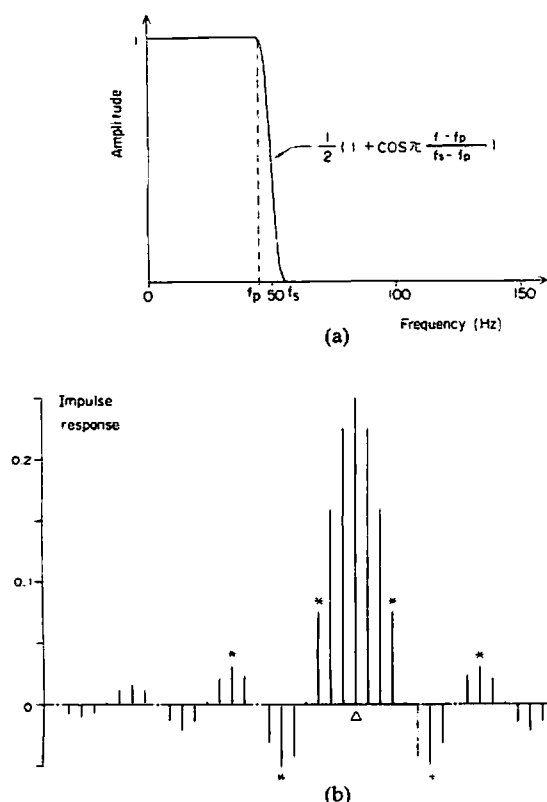 1
Amplitude
1/2 ( 1 + COS π (f - fp)/(fs - fp) )
0 fp 50 fs 100 150
Frequency (Hz)
(a)
Impulse
response
0.2
* *
0.1
* *
0
Δ
* +
(b)